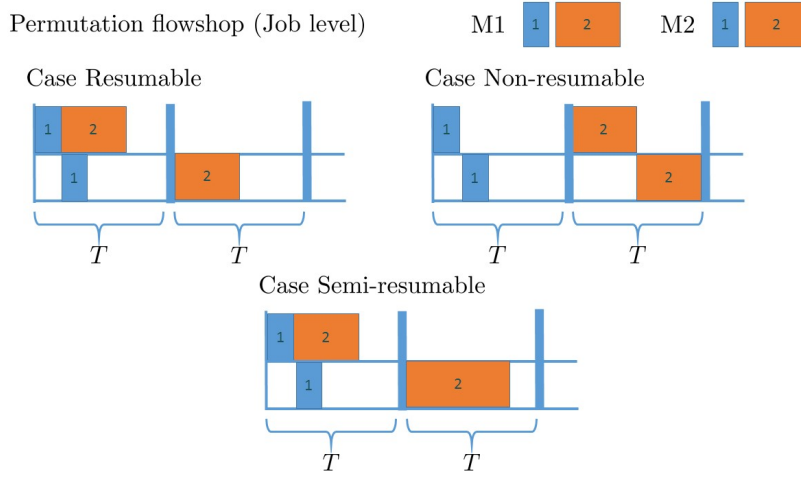 Permutation flowshop (Job level) M1 1 2 M2 1 2
Case Resumable
1 2
1 2
T T
Case Non-resumable
1 2
1 2
T T
Case Semi-resumable
1 2
1 2
T T